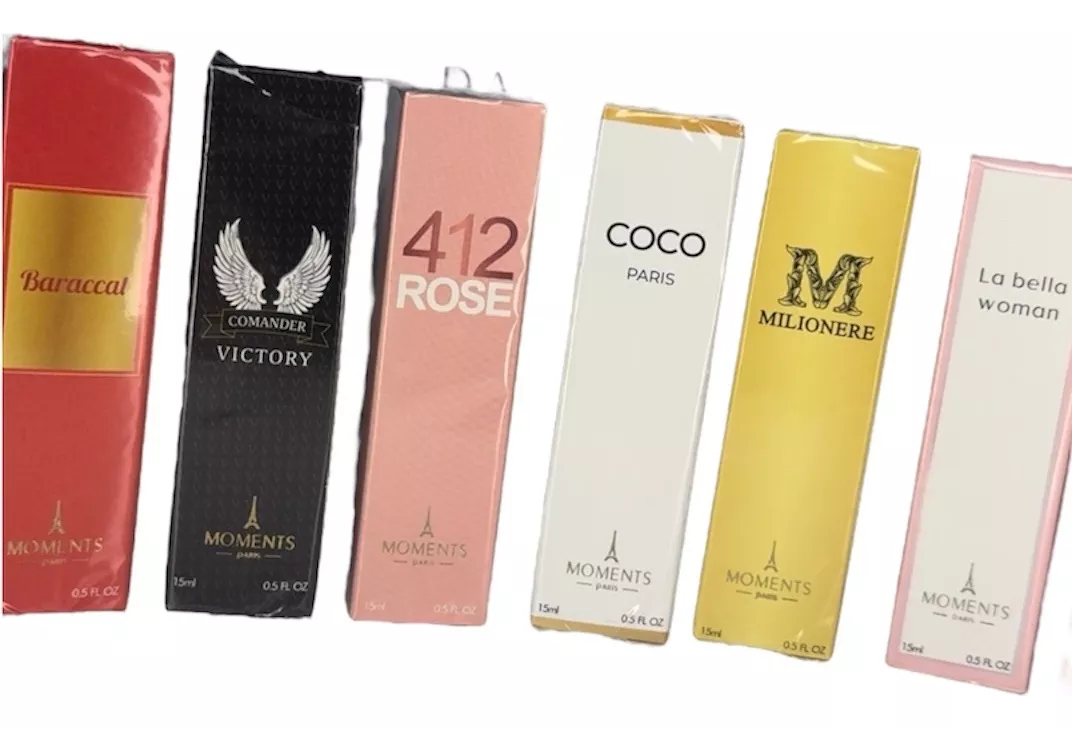 Baraccat
MOMENTS
PARIS
0.5 FL OZ
COMANDER
VICTORY
MOMENTS
PARIS
15ml 0.5 FL OZ
412
ROSE
MOMENTS
PARIS
15ml 0.5 FL OZ
COCO
PARIS
MOMENTS
PARIS
15ml 0.5 FL OZ
M
MILIONERE
MOMENTS
PARIS
15ml 0.5 FL OZ
La bella
woman
MOMENTS
PARIS
15ml 0.5 FL OZ